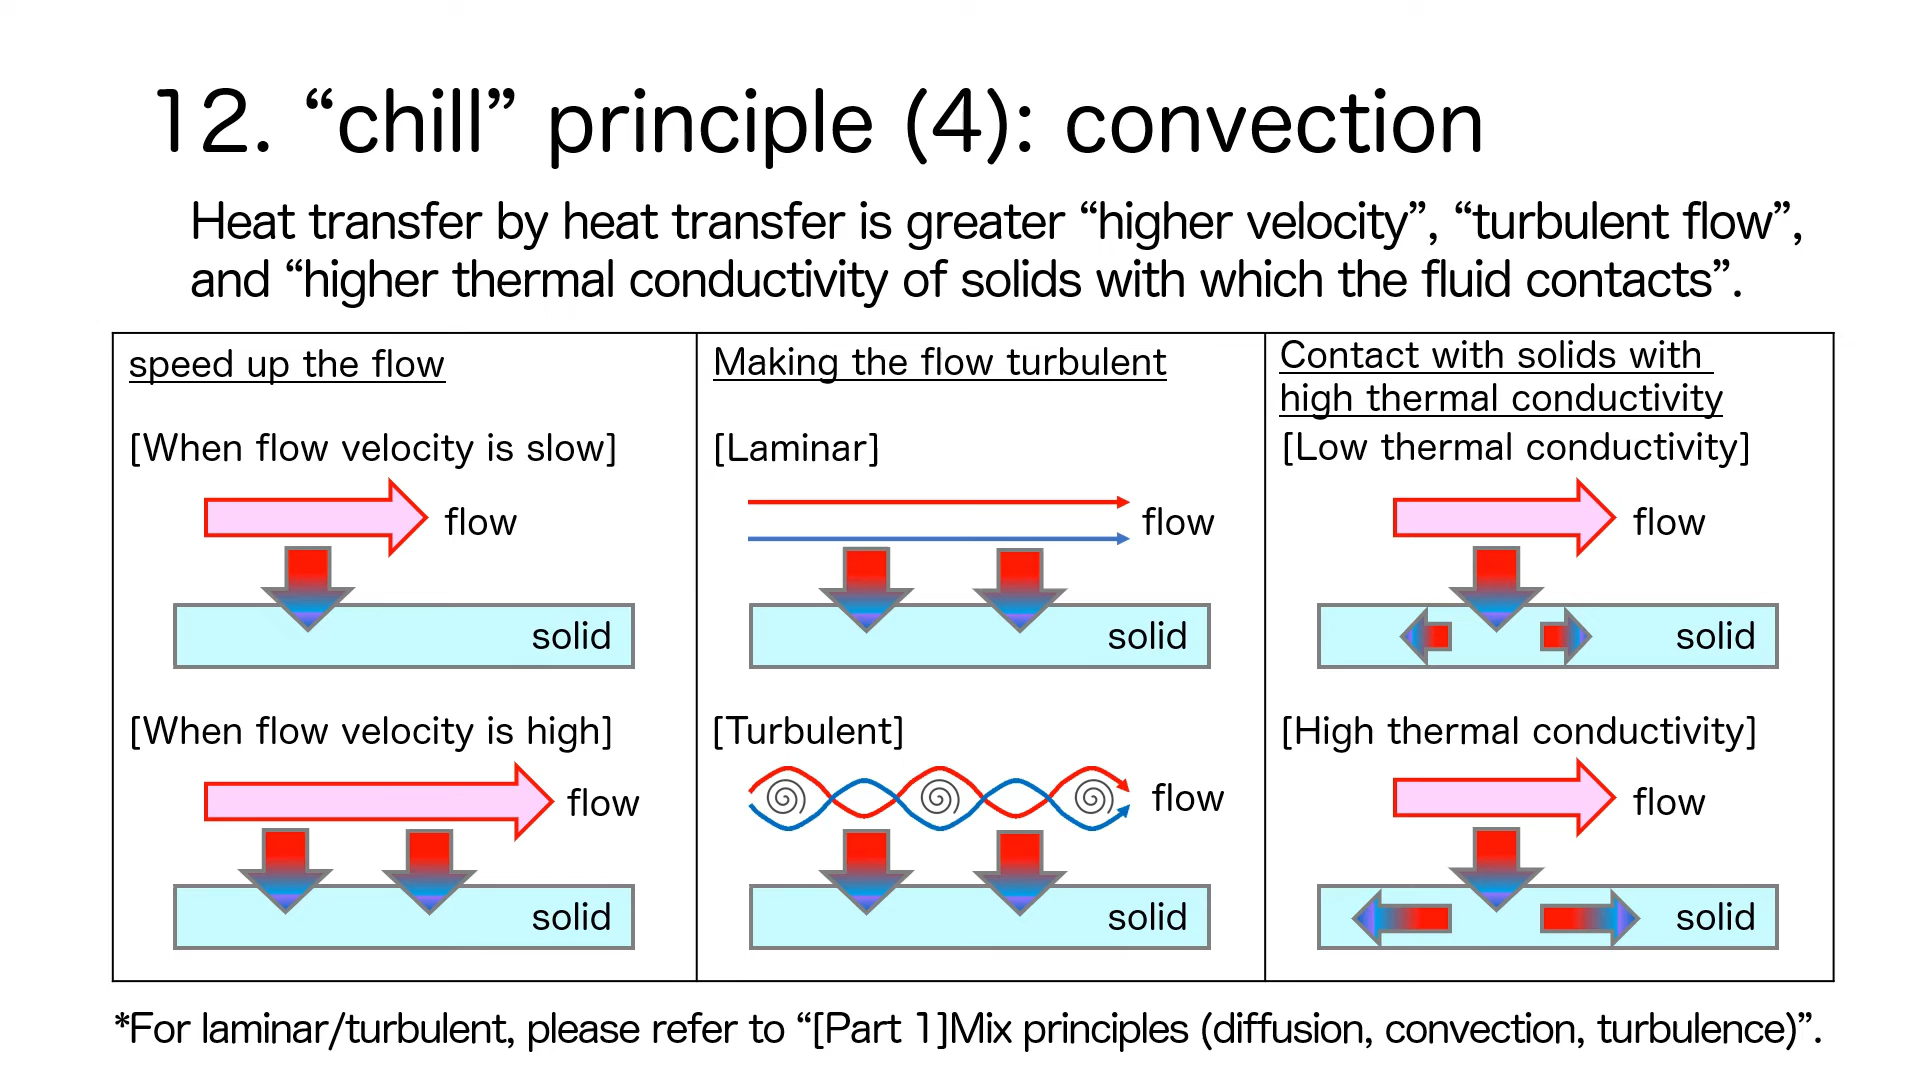 12. “chill” principle (4): convection
Heat transfer by heat transfer is greater “higher velocity”, “turbulent flow”,
and “higher thermal conductivity of solids with which the fluid contacts”.
speed up the flow
[When flow velocity is slow]
flow
solid
[When flow velocity is high]
flow
solid
Making the flow turbulent
[Laminar]
flow
solid
[Turbulent]
flow
solid
Contact with solids with
high thermal conductivity
[Low thermal conductivity]
flow
solid
[High thermal conductivity]
flow
solid
*For laminar/turbulent, please refer to “[Part 1]Mix principles (diffusion, convection, turbulence)”.